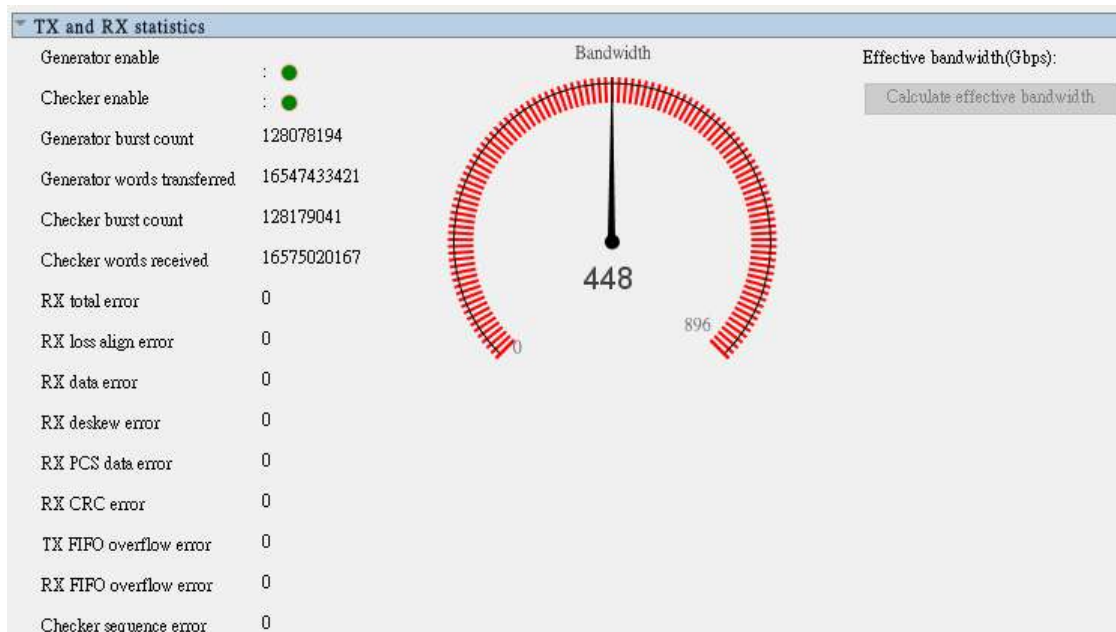 TX and RX statistics
Generator enable :
Checker enable :
Generator burst count 128078194
Generator words transferred 16547433421
Checker burst count 128179041
Checker words received 16575020167
RX total error 0
RX loss align error 0
RX data error 0
RX deskew error 0
RX PCS data error 0
RX CRC error 0
TX FIFO overflow error 0
RX FIFO overflow error 0
Checker sequence error 0
Bandwidth
448
0
896
Effective bandwidth(Gbps):
Calculate effective bandwidth